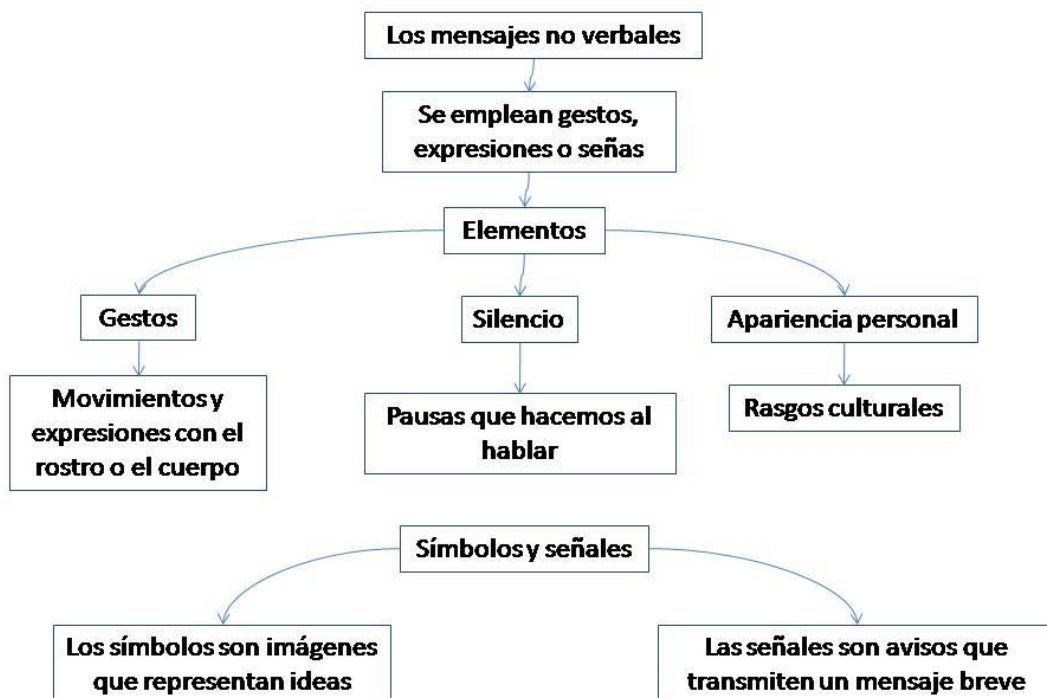 Los mensajes no verbales
Se emplean gestos,
expresiones o señas
Elementos
Gestos
Silencio
Apariencia personal
Movimientos y
expresiones con el
rostro o el cuerpo
Pausas que hacemos al
hablar
Rasgos culturales
Símbolos y señales
Los símbolos son imágenes
que representan ideas
Las señales son avisos que
transmiten un mensaje breve